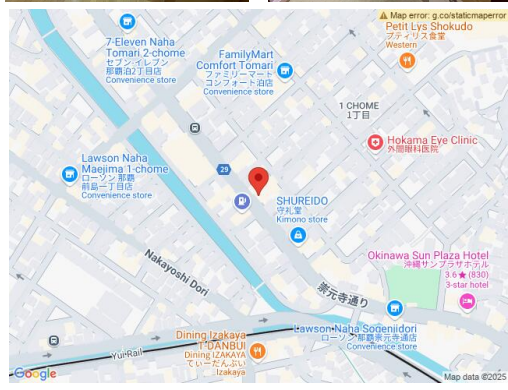 Map error: g.co/staticmaperror
Petit Lys Shokudo
プティリス食堂
Western
7-Eleven Naha
Tomari 2-chome
セブン-イレブン
那覇泊2丁目店
Convenience store
FamilyMart
Comfort Tomari
ファミリーマート
コンフォート泊店
Convenience store
1 CHOME
1丁目
Hokama Eye Clinic
外間眼科医院
Lawson Naha
Maejima 1-chome
ローソン 那覇
前島一丁目店
Convenience store
29
SHUREIDO
守礼堂
Kimono store
Nakayoshi Dori
Okinawa Sun Plaza Hotel
沖縄サンプラザホテル
3.6★(830)
3-star hotel
崇元寺通り
Lawson Naha Sogenjidori
ローソン 那覇崇元寺通店
Convenience store
Dining Izakaya
T-DANBUI
Dining IZAKAYA
てぃーだんぶい
Izakaya
Yui Rail
Google
Map data ©2025